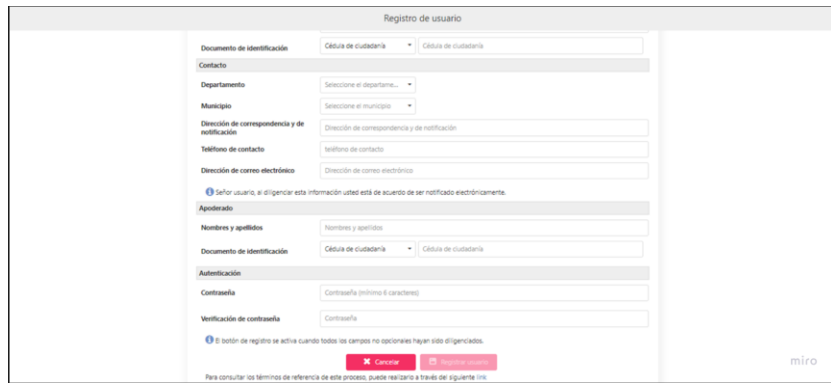 Registro de usuario
Documento de identificación Cédula de ciudadanía Cédula de ciudadanía
Contacto
Departamento Seleccione el departame...
Municipio Seleccione el municipio
Dirección de correspondencia y de
notificación Dirección de correspondencia y de notificación
Teléfono de contacto teléfono de contacto
Dirección de correo electrónico Dirección de correo electrónico
Señor usuario, al diligenciar esta información usted está de acuerdo de ser notificado electrónicamente.
Apoderado
Nombres y apellidos Nombres y apellidos
Documento de identificación Cédula de ciudadanía Cédula de ciudadanía
Autenticación
Contraseña Contraseña (mínimo 6 caracteres)
Verificación de contraseña Contraseña
El botón de registro se activa cuando todos los campos no opcionales hayan sido diligenciados.
Cancelar Registrar usuario
miro
Para consultar los términos de referencia de este proceso, puede realizarlo a través del siguiente link